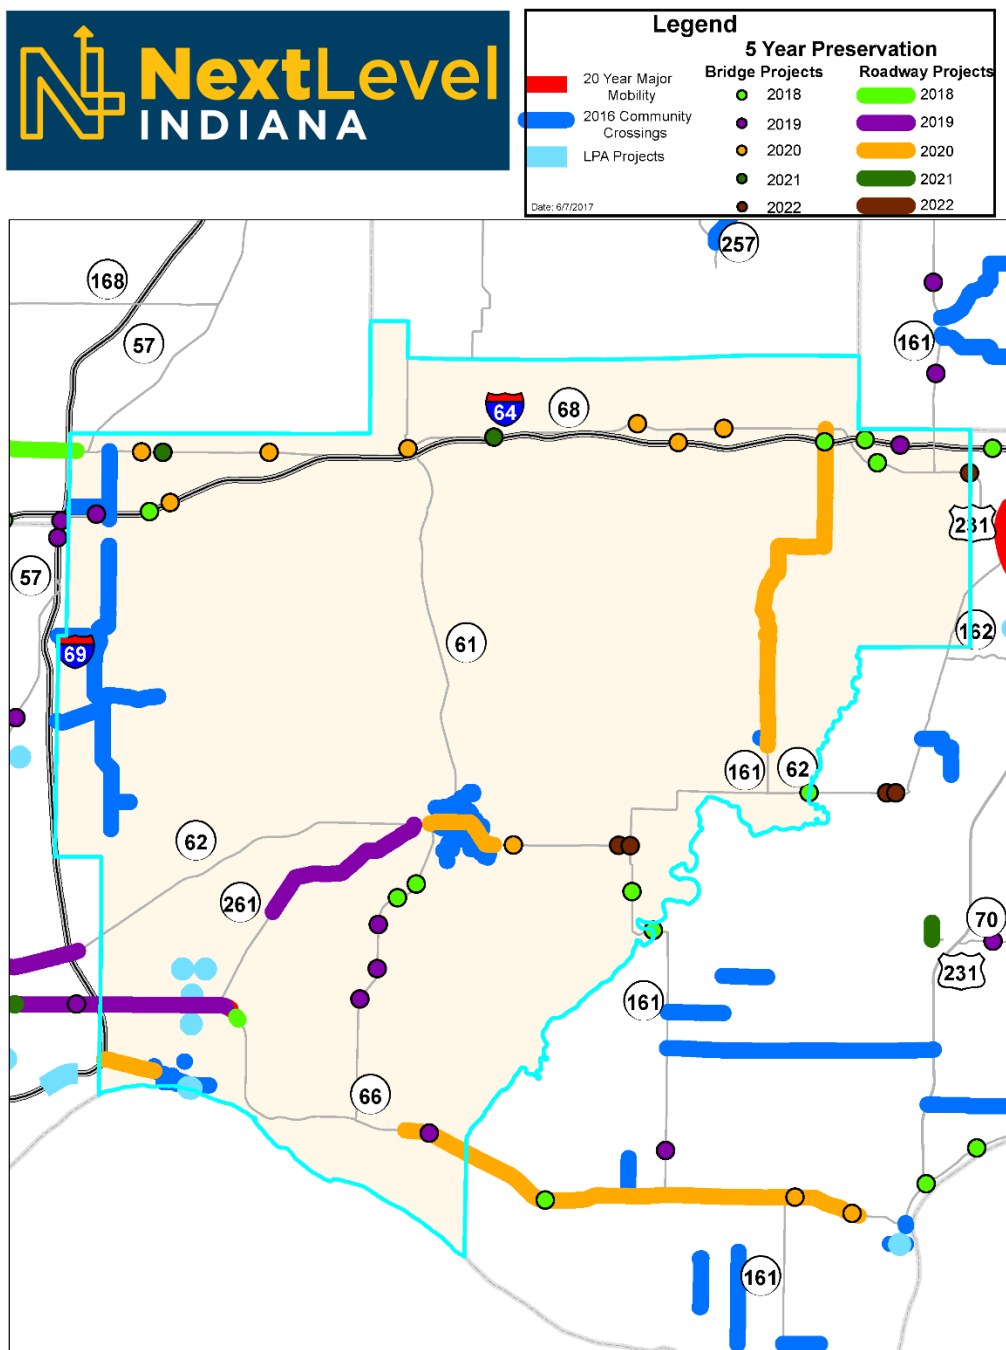 NextLevel
INDIANA
Legend
5 Year Preservation
Bridge Projects
Roadway Projects
20 Year Major
Mobility
2016 Community
Crossings
LPA Projects
2018
2019
2020
2021
2022
2018
2019
2020
2021
2022
Date: 6/7/2017
257
168
57
161
64
68
231
57
61
162
69
161
62
62
261
70
231
161
66
161